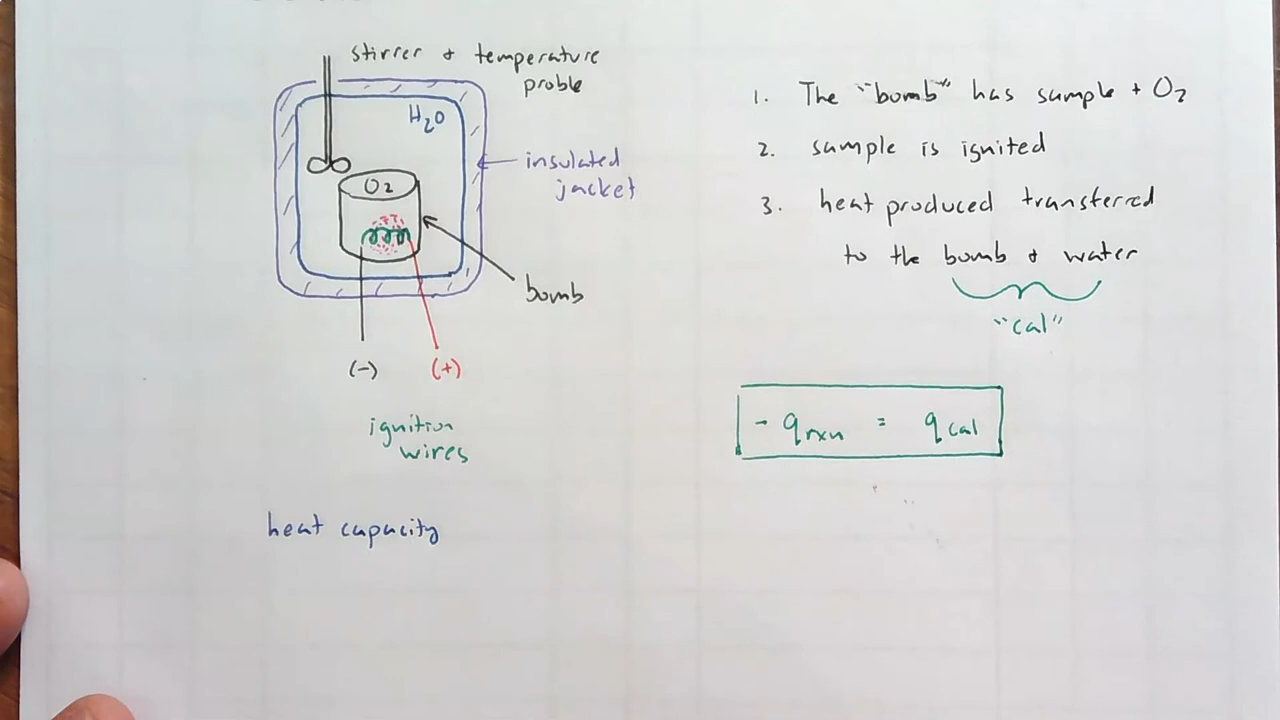 stirrer + temperature
probe
H2O
insulated
jacket
O2
bomb
(-) (+)
ignition
wires
heat capacity
1. The "bomb" has sample + O2
2. sample is ignited
3. heat produced transferred
to the bomb + water
"cal"
- qrxn = qcal